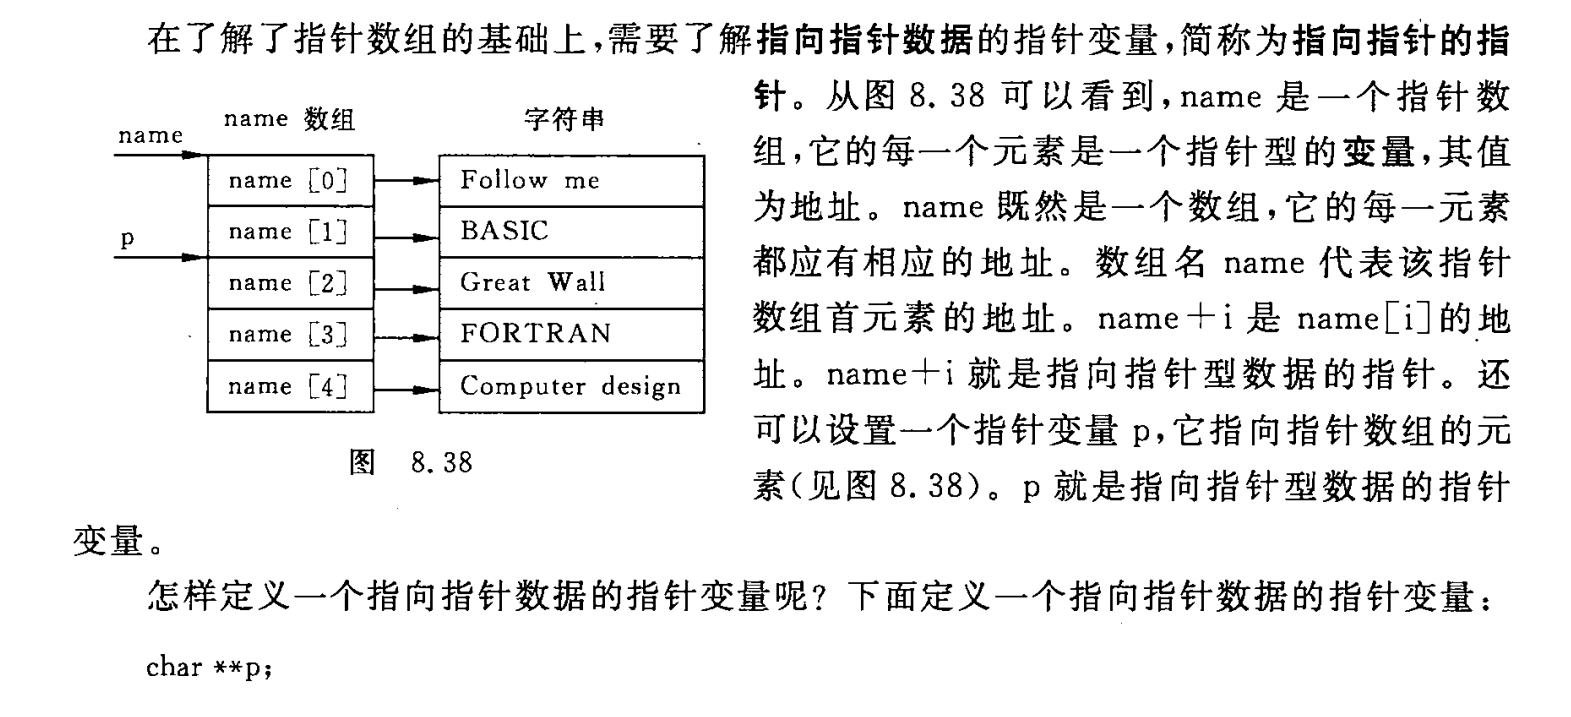 在了解了指针数组的基础上,需要了解指向指针数据的指针变量,简称为指向指针的指
针。从图 8.38 可以看到,name 是一个指针数
组,它的每一个元素是一个指针型的变量,其值
为地址。name 既然是一个数组,它的每一元素
都应有相应的地址。数组名 name 代表该指针
数组首元素的地址。name+i 是 name[i]的地
址。name+i 就是指向指针型数据的指针。还
可以设置一个指针变量 p,它指向指针数组的元
素(见图 8.38)。p 就是指向指针型数据的指针
变量。
name
name 数组
字符串
name [0]
Follow me
name [1]
BASIC
p
name [2]
Great Wall
name [3]
FORTRAN
name [4]
Computer design
图 8.38
怎样定义一个指向指针数据的指针变量呢? 下面定义一个指向指针数据的指针变量:
char **p;